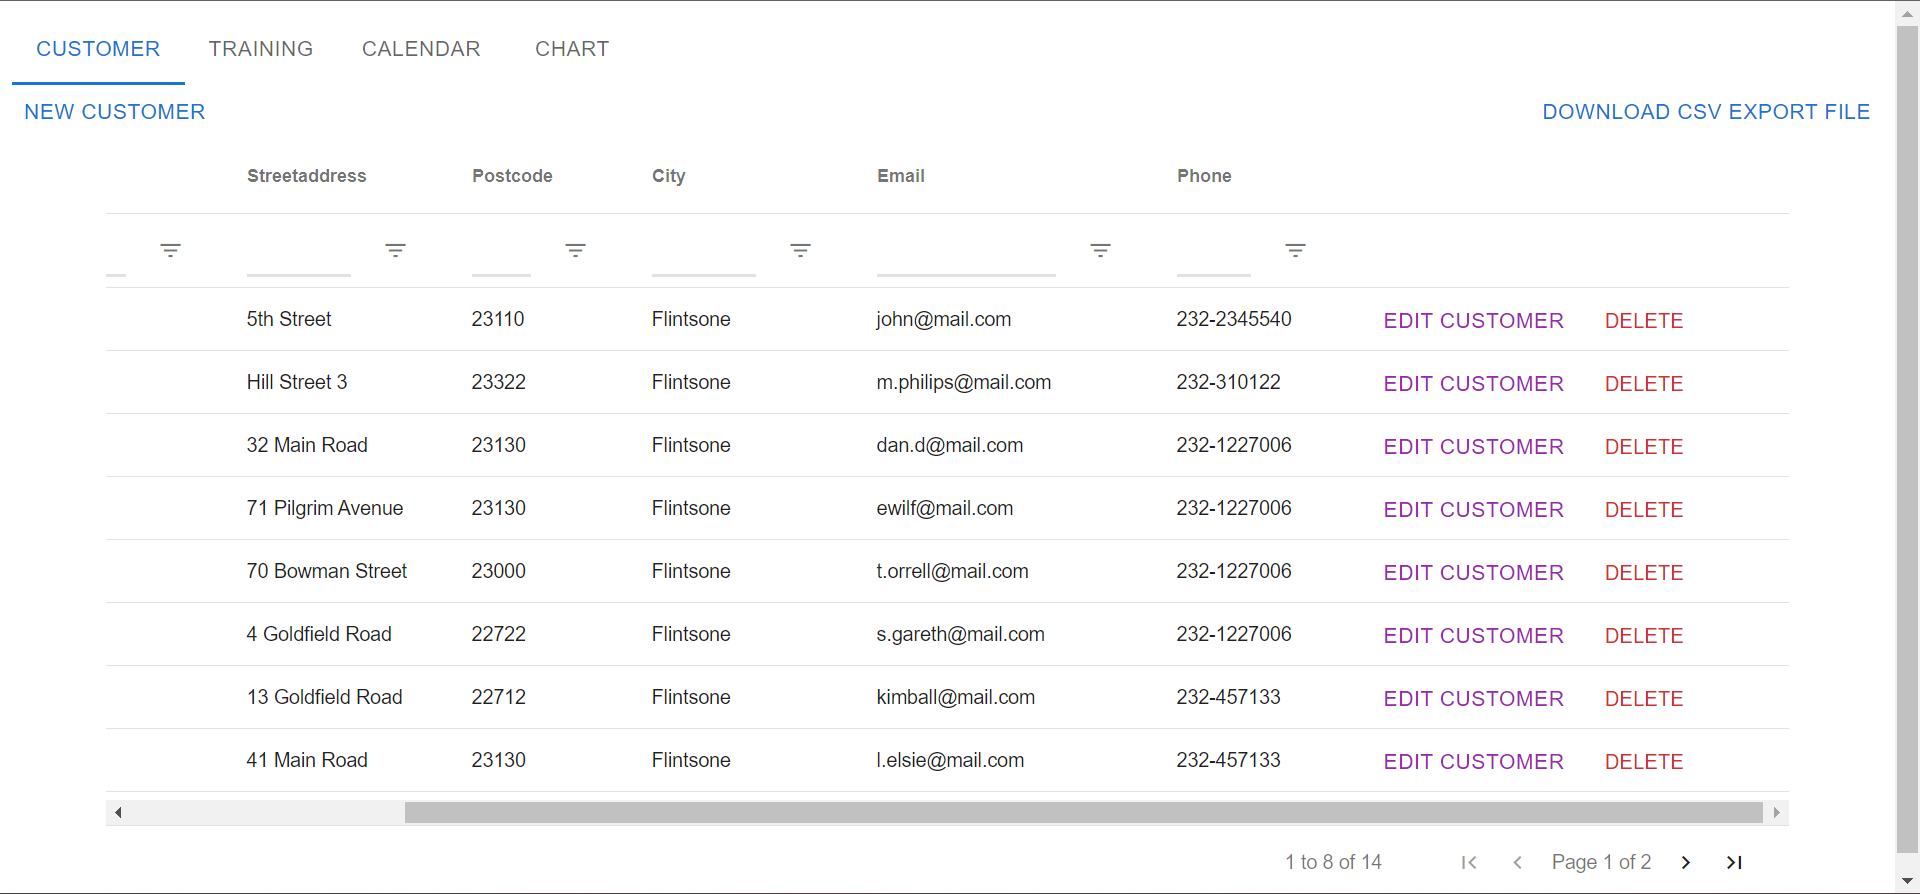 CUSTOMER TRAINING CALENDAR CHART
NEW CUSTOMER DOWNLOAD CSV EXPORT FILE
Streetaddress Postcode City Email Phone
5th Street 23110 Flintsone john@mail.com 232-2345540 EDIT CUSTOMER DELETE
Hill Street 3 23322 Flintsone m.philips@mail.com 232-310122 EDIT CUSTOMER DELETE
32 Main Road 23130 Flintsone dan.d@mail.com 232-1227006 EDIT CUSTOMER DELETE
71 Pilgrim Avenue 23130 Flintsone ewilf@mail.com 232-1227006 EDIT CUSTOMER DELETE
70 Bowman Street 23000 Flintsone t.orrell@mail.com 232-1227006 EDIT CUSTOMER DELETE
4 Goldfield Road 22722 Flintsone s.gareth@mail.com 232-1227006 EDIT CUSTOMER DELETE
13 Goldfield Road 22712 Flintsone kimball@mail.com 232-457133 EDIT CUSTOMER DELETE
41 Main Road 23130 Flintsone l.elsie@mail.com 232-457133 EDIT CUSTOMER DELETE
1 to 8 of 14 Page 1 of 2